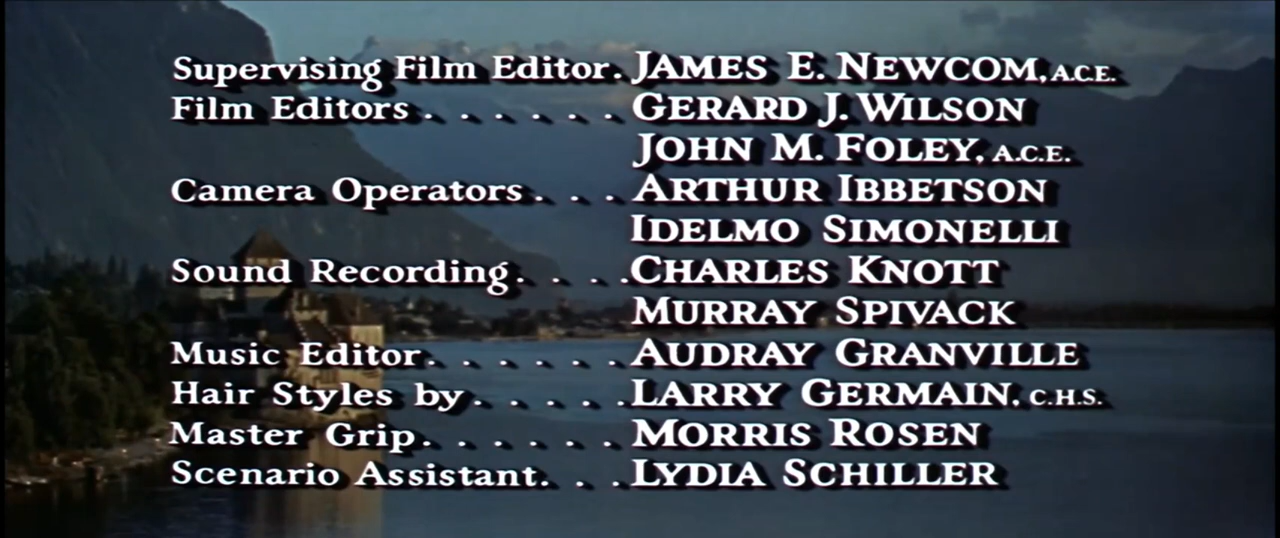 Supervising Film Editor. JAMES E. NEWCOM, A.C.E.
Film Editors . . . . . . GERARD J. WILSON
JOHN M. FOLEY, A.C.E.
Camera Operators . . . ARTHUR IBBETSON
IDELMO SIMONELLI
Sound Recording . . . . CHARLES KNOTT
MURRAY SPIVACK
Music Editor . . . . . . AUDRAY GRANVILLE
Hair Styles by . . . . . LARRY GERMAIN, C.H.S.
Master Grip . . . . . . MORRIS ROSEN
Scenario Assistant . . . LYDIA SCHILLER